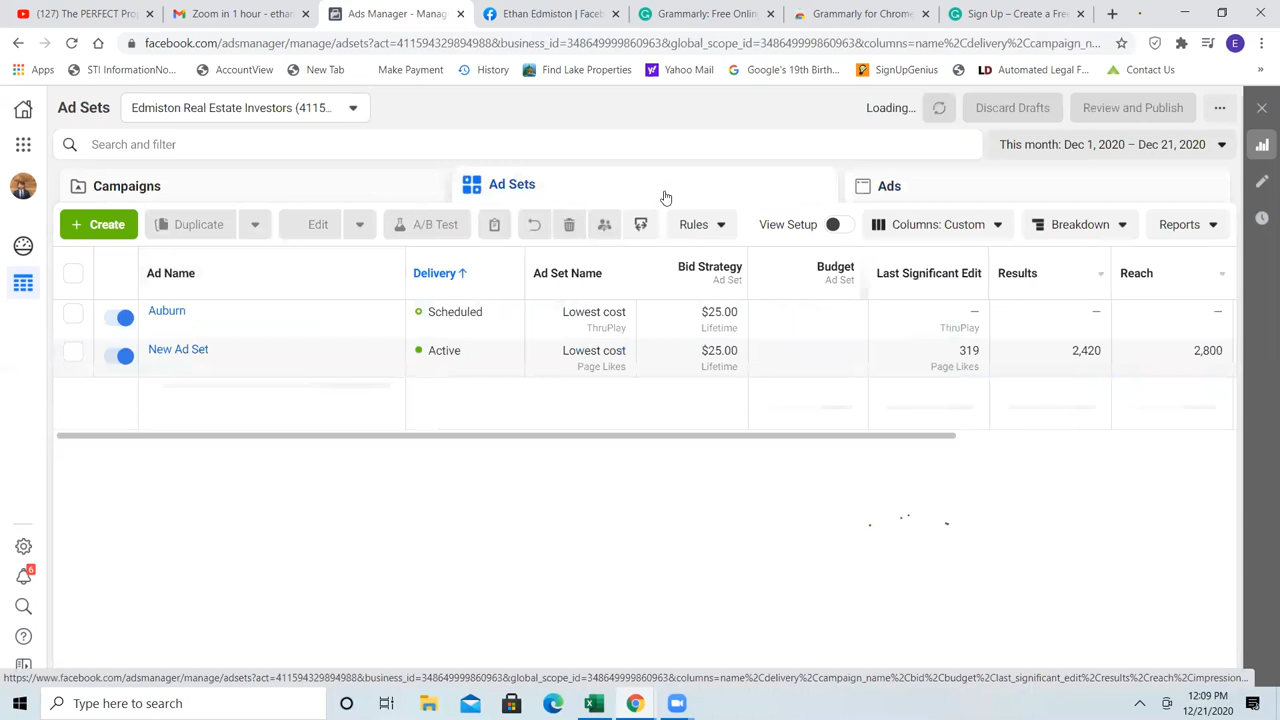 (127) The PERFECT Pro
Zoom in 1 hour - ethan
Ads Manager - Manag
Ethan Edmiston | Faceb
Grammarly: Free Onlin
Grammarly for Chrome
Sign Up – Create a Free
facebook.com/adsmanager/manage/adsets?act=4115943294948​8&business_id=348649999860963&global_scope_id=348649999860963&columns=name%2Cdelivery%2Ccampaign_n...
Apps
STI InformationNo...
AccountView
New Tab
Make Payment
History
Find Lake Properties
Yahoo Mail
Google's 19th Birth...
SignUpGenius
LD Automated Legal F...
Contact Us
»
Ad Sets
Edmiston Real Estate Investors (4115...
Loading...
Discard Drafts
Review and Publish
Search and filter
This month: Dec 1, 2020 – Dec 21, 2020
Campaigns
Ad Sets
Ads
+ Create
Duplicate
Edit
A/B Test
Rules
View Setup
Columns: Custom
Breakdown
Reports
Ad Name
Delivery ↑
Ad Set Name
Bid Strategy
Ad Set
Budget
Ad Set
Last Significant Edit
Results
Reach
Auburn
Scheduled
Lowest cost
ThruPlay
$25.00
Lifetime
—
ThruPlay
—
—
New Ad Set
Active
Lowest cost
Page Likes
$25.00
Lifetime
319
Page Likes
2,420
2,800
6
https://www.facebook.com/adsmanager/manage/adsets?act=411594329494988&business_id=348649999860963&global_scope_id=348649999860963&columns=name%2Cdelivery%2Ccampaign_name%2Cbid%2Cbudget%2Clast_significant_edit%2Cresults%2Creach%2Cimpression...
Type here to search
12:09 PM
12/21/2020